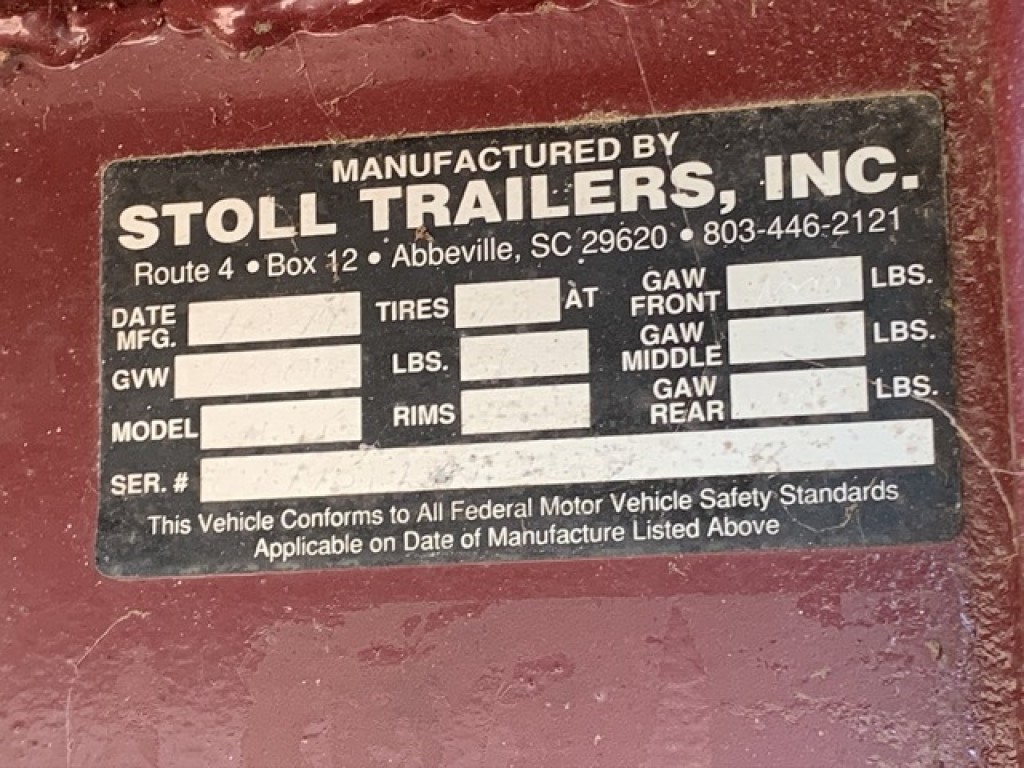 MANUFACTURED BY
STOLL TRAILERS, INC.
Route 4 • Box 12 • Abbeville, SC 29620 • 803-446-2121
DATE MFG. TIRES AT GAW FRONT LBS.
GVW LBS. GAW MIDDLE LBS.
MODEL RIMS GAW REAR LBS.
SER. #
This Vehicle Conforms to All Federal Motor Vehicle Safety Standards
Applicable on Date of Manufacture Listed Above